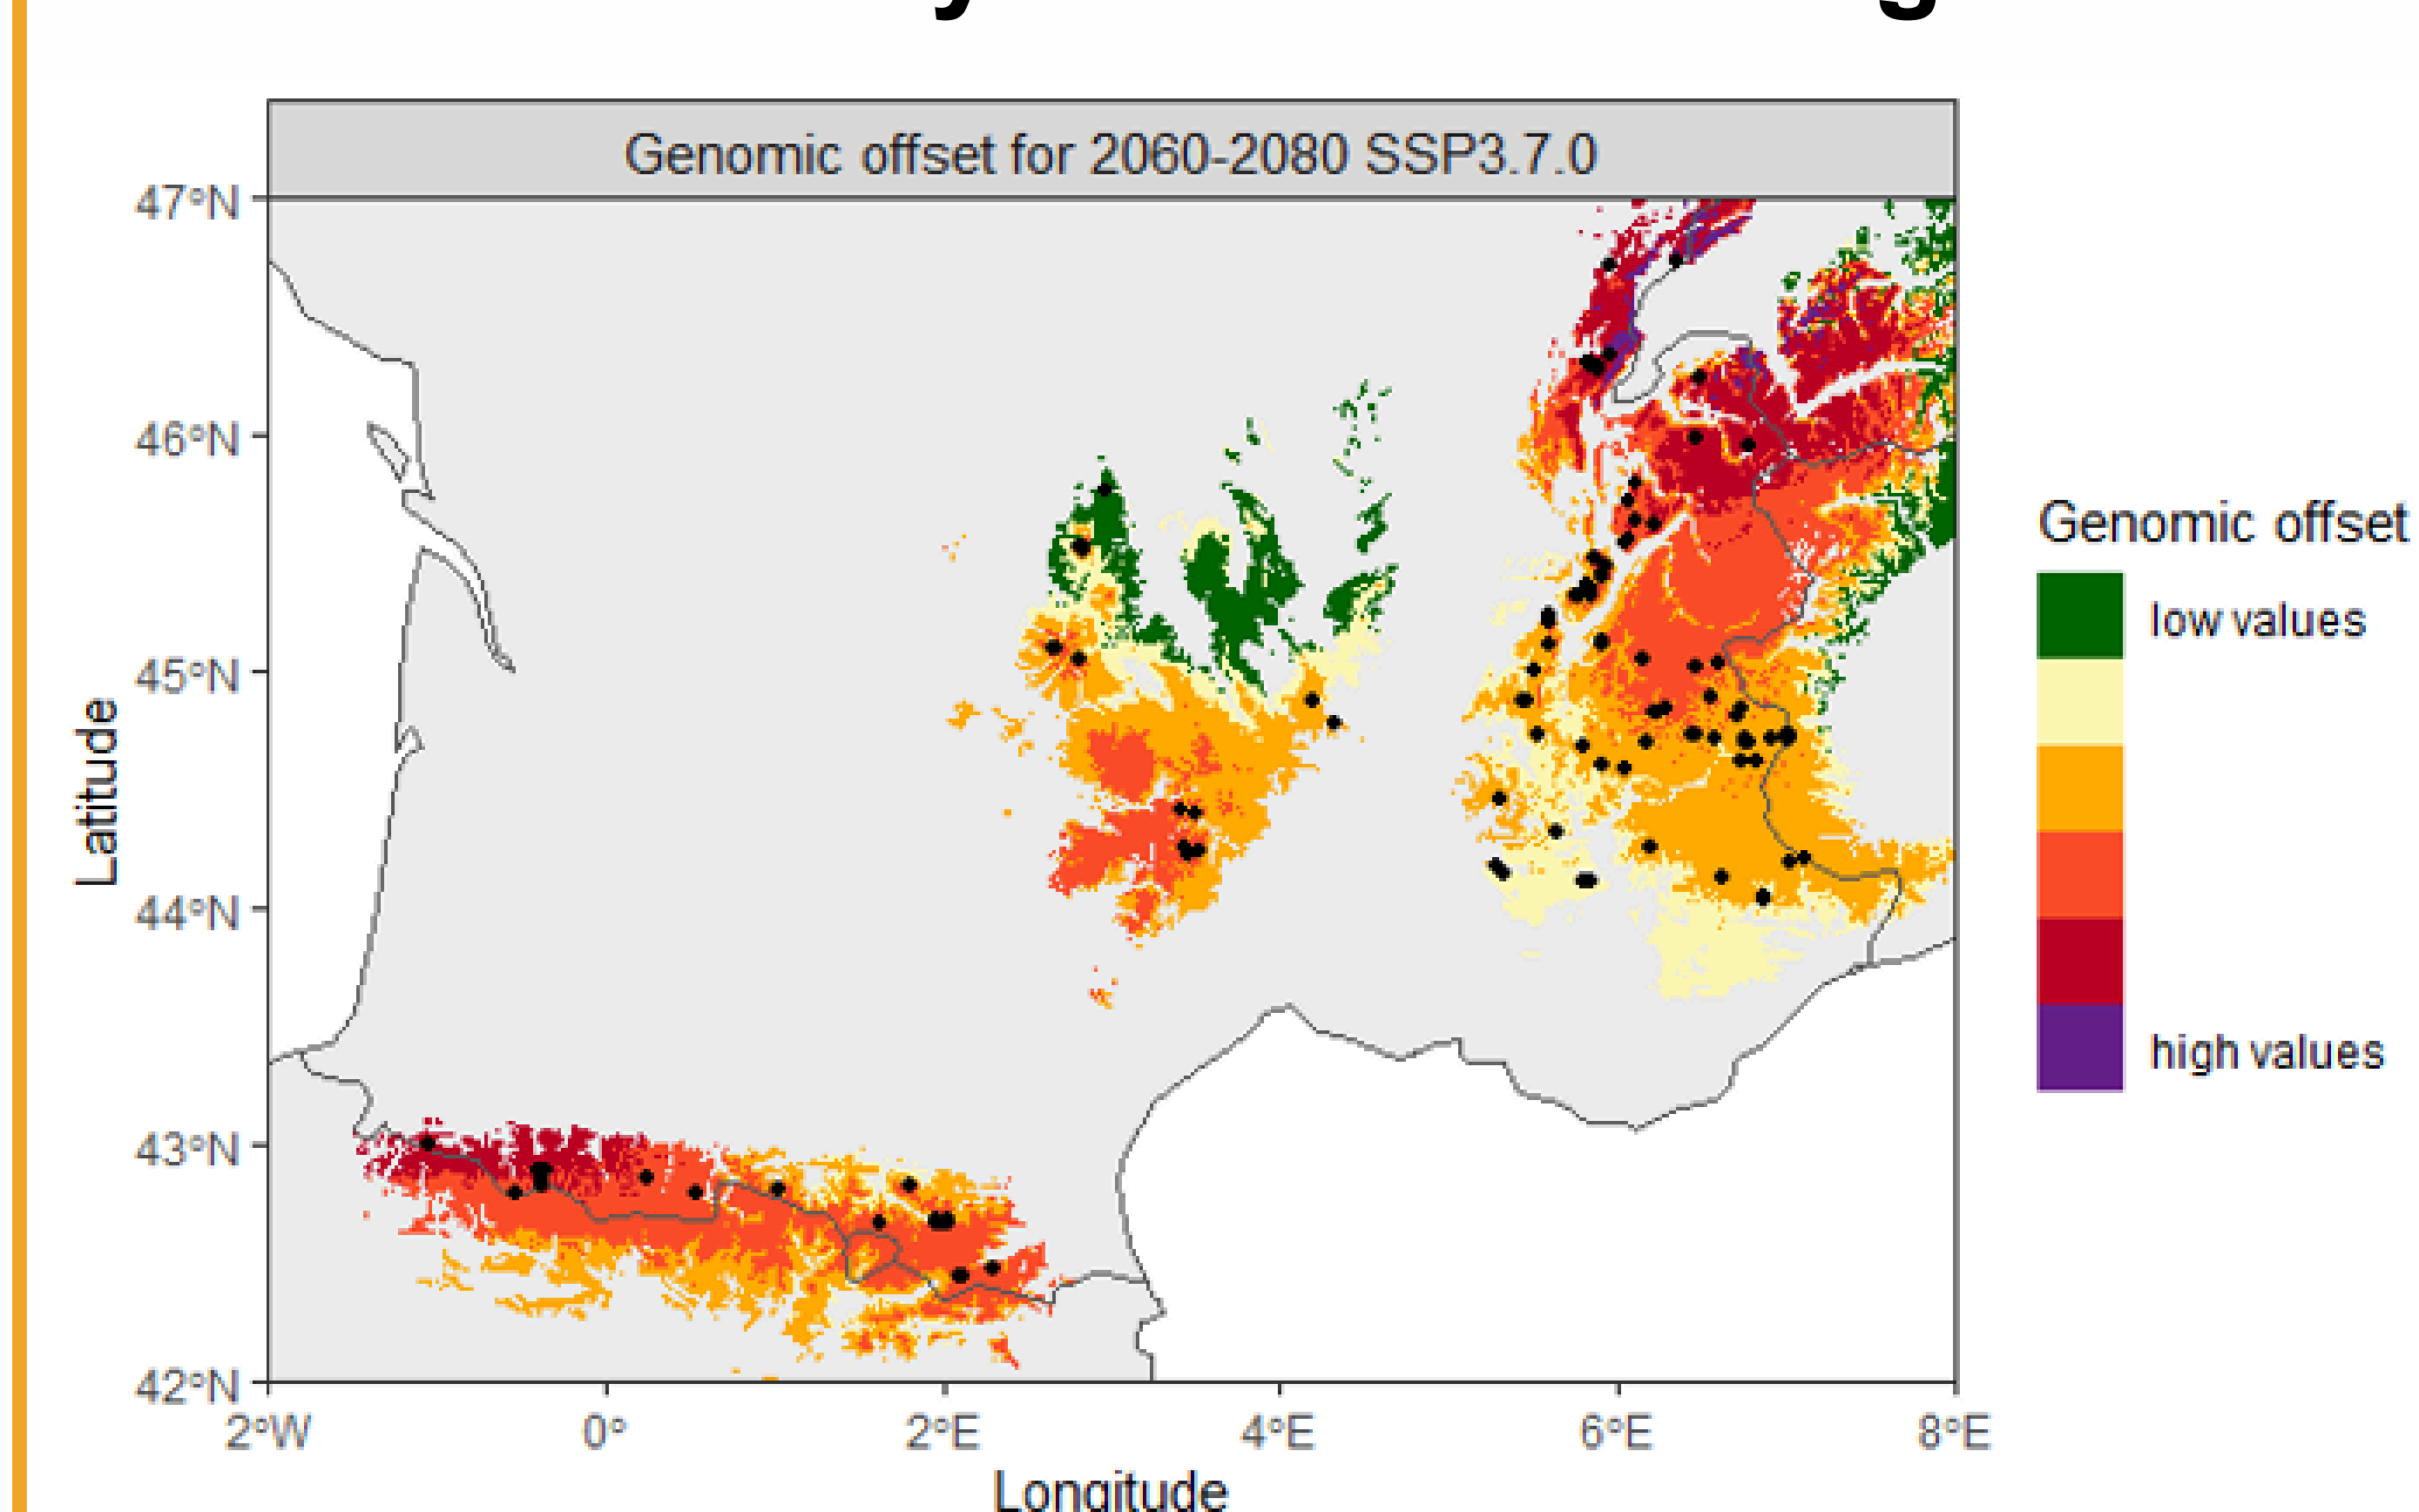 Genomic offset for 2060-2080 SSP3.7.0
47°N
46°N
45°N
44°N
43°N
42°N
Latitude
2°W
0°
2°E
4°E
6°E
8°E
Longitude
Genomic offset
low values
high values